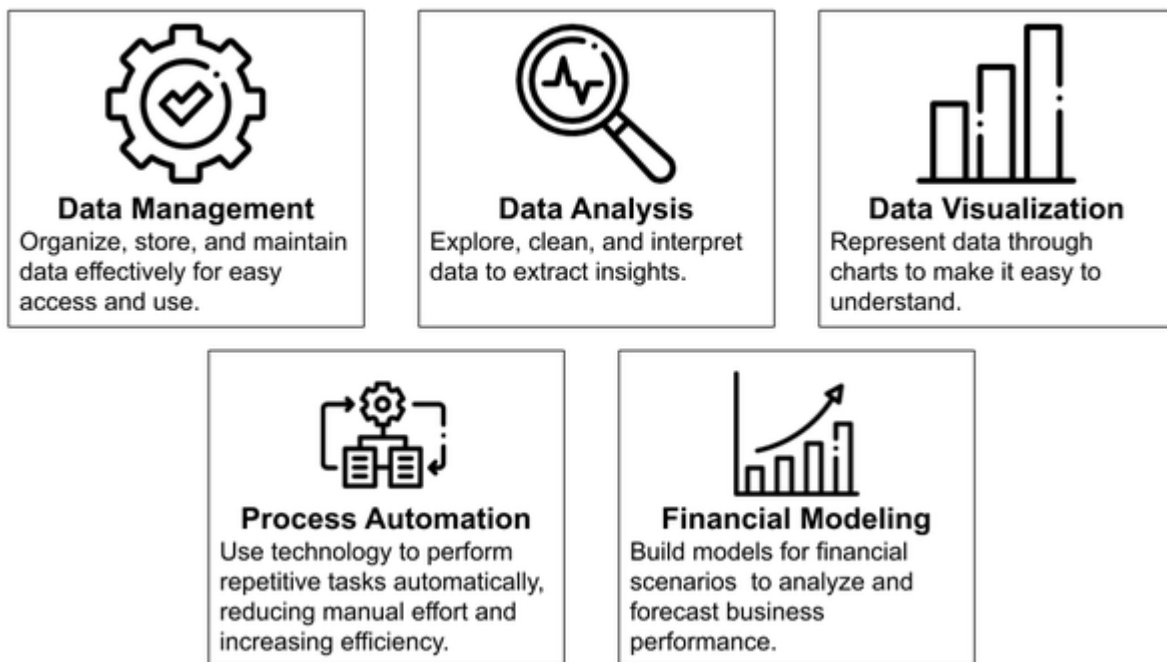 Data Management
Organize, store, and maintain
data effectively for easy
access and use.
Data Analysis
Explore, clean, and interpret
data to extract insights.
Data Visualization
Represent data through
charts to make it easy to
understand.
Process Automation
Use technology to perform
repetitive tasks automatically,
reducing manual effort and
increasing efficiency.
Financial Modeling
Build models for financial
scenarios  to analyze and
forecast business
performance.